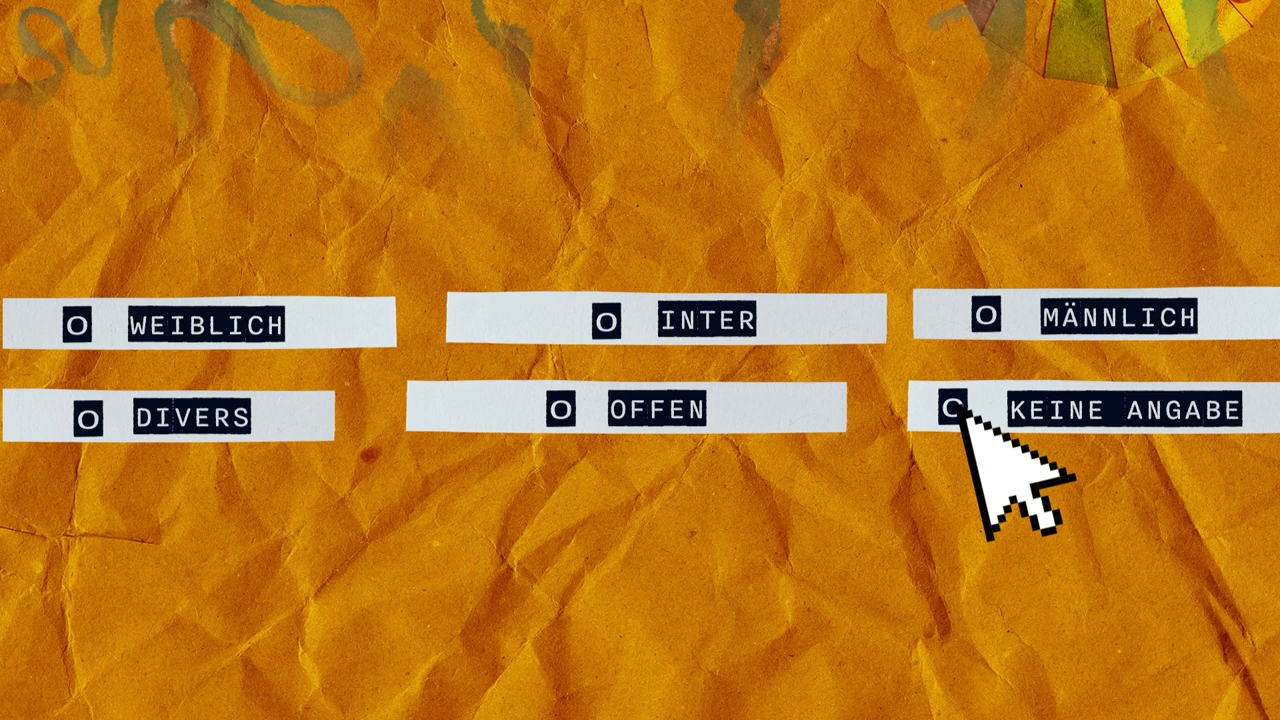 O WEIBLICH
O INTER
O MÄNNLICH
O DIVERS
O OFFEN
O KEINE ANGABE